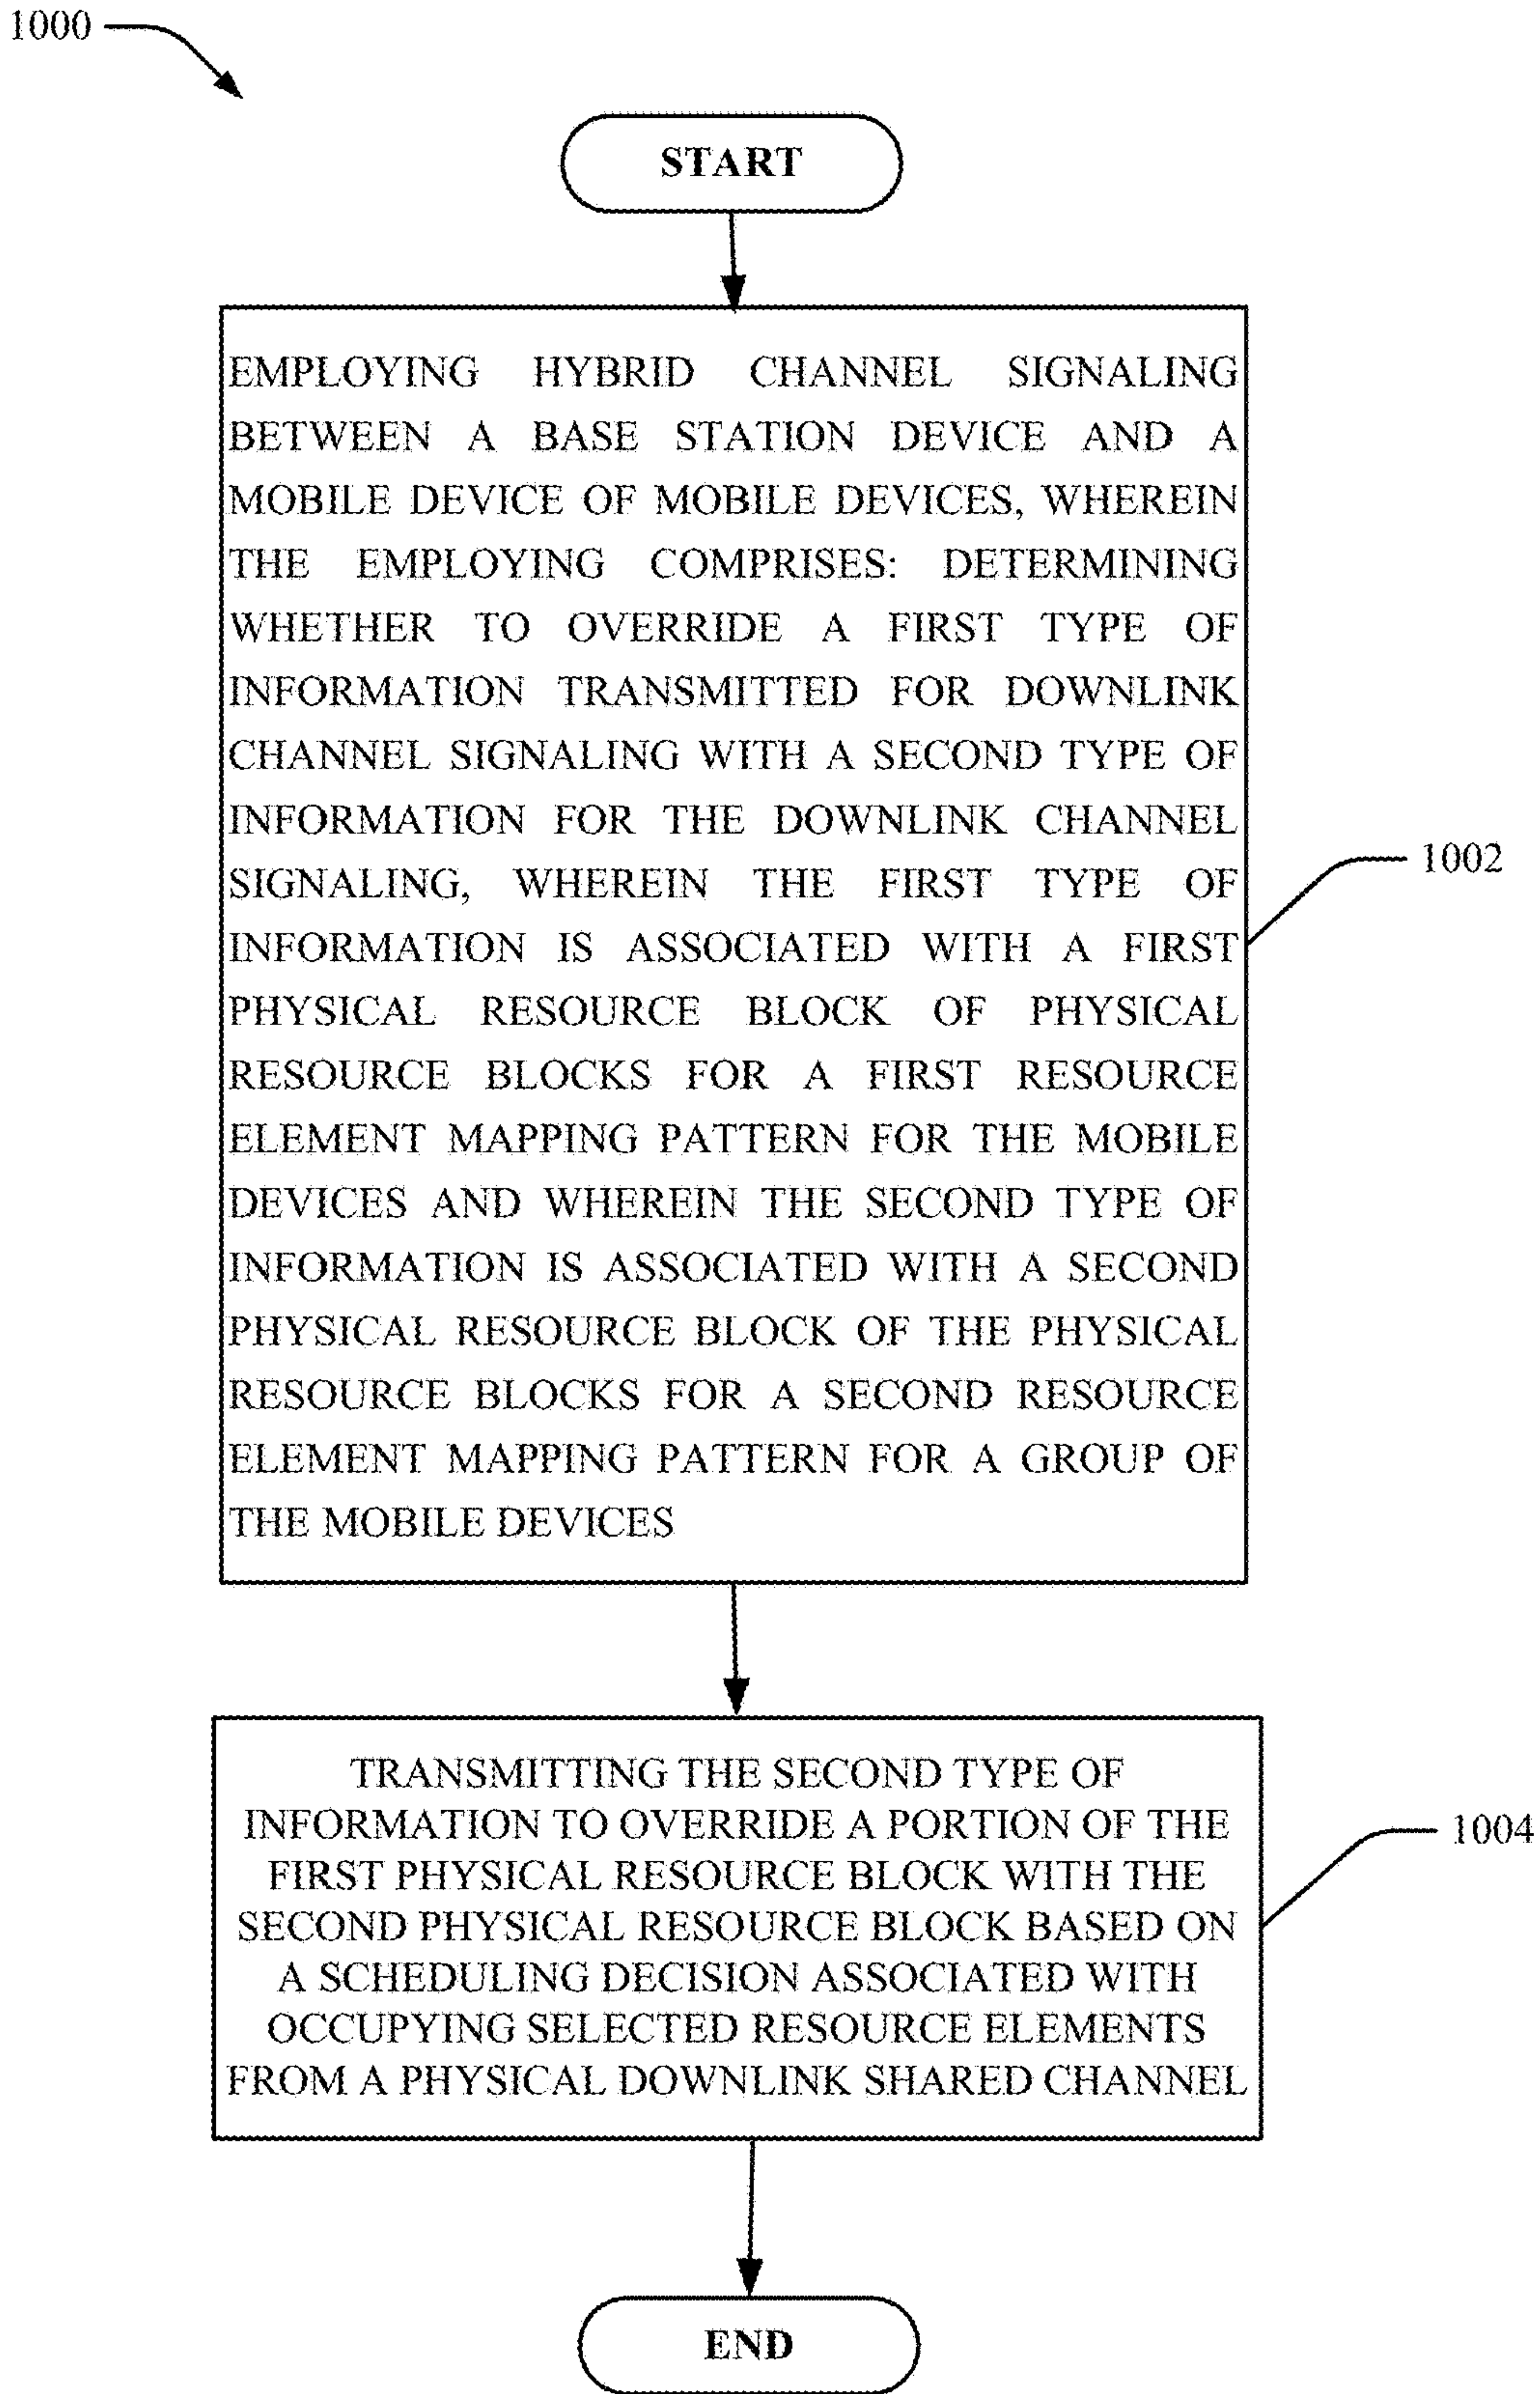 1000
START
EMPLOYING HYBRID CHANNEL SIGNALING
BETWEEN A BASE STATION DEVICE AND A
MOBILE DEVICE OF MOBILE DEVICES, WHEREIN
THE EMPLOYING COMPRISES: DETERMINING
WHETHER TO OVERRIDE A FIRST TYPE OF
INFORMATION TRANSMITTED FOR DOWNLINK
CHANNEL SIGNALING WITH A SECOND TYPE OF
INFORMATION FOR THE DOWNLINK CHANNEL
SIGNALING, WHEREIN THE FIRST TYPE OF
INFORMATION IS ASSOCIATED WITH A FIRST
PHYSICAL RESOURCE BLOCK OF PHYSICAL
RESOURCE BLOCKS FOR A FIRST RESOURCE
ELEMENT MAPPING PATTERN FOR THE MOBILE
DEVICES AND WHEREIN THE SECOND TYPE OF
INFORMATION IS ASSOCIATED WITH A SECOND
PHYSICAL RESOURCE BLOCK OF THE PHYSICAL
RESOURCE BLOCKS FOR A SECOND RESOURCE
ELEMENT MAPPING PATTERN FOR A GROUP OF
THE MOBILE DEVICES
1002
TRANSMITTING THE SECOND TYPE OF
INFORMATION TO OVERRIDE A PORTION OF THE
FIRST PHYSICAL RESOURCE BLOCK WITH THE
SECOND PHYSICAL RESOURCE BLOCK BASED ON
A SCHEDULING DECISION ASSOCIATED WITH
OCCUPYING SELECTED RESOURCE ELEMENTS
FROM A PHYSICAL DOWNLINK SHARED CHANNEL
1004
END